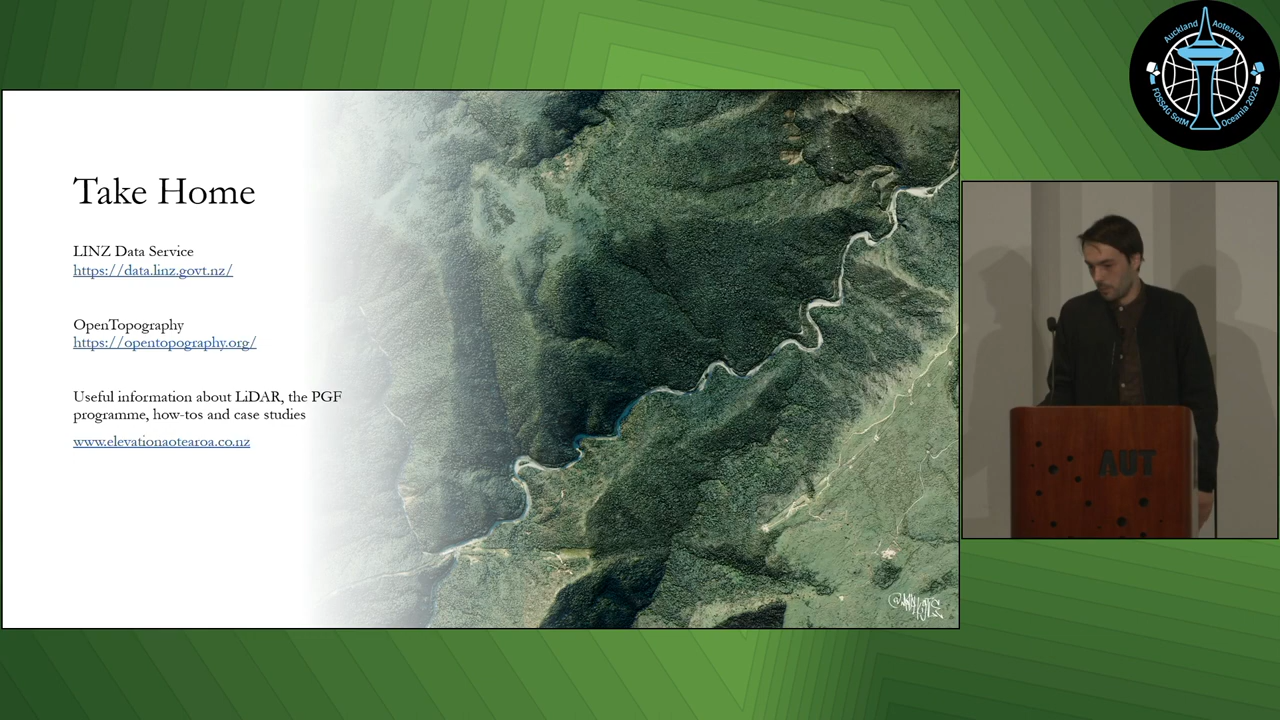 Take Home
LINZ Data Service
https://data.linz.govt.nz/
OpenTopography
https://opentopography.org/
Useful information about LiDAR, the PGF
programme, how-tos and case studies
www.elevationaotearoa.co.nz
Auckland Aotearoa
FOSS4G SotM Oceania 2023
AUT